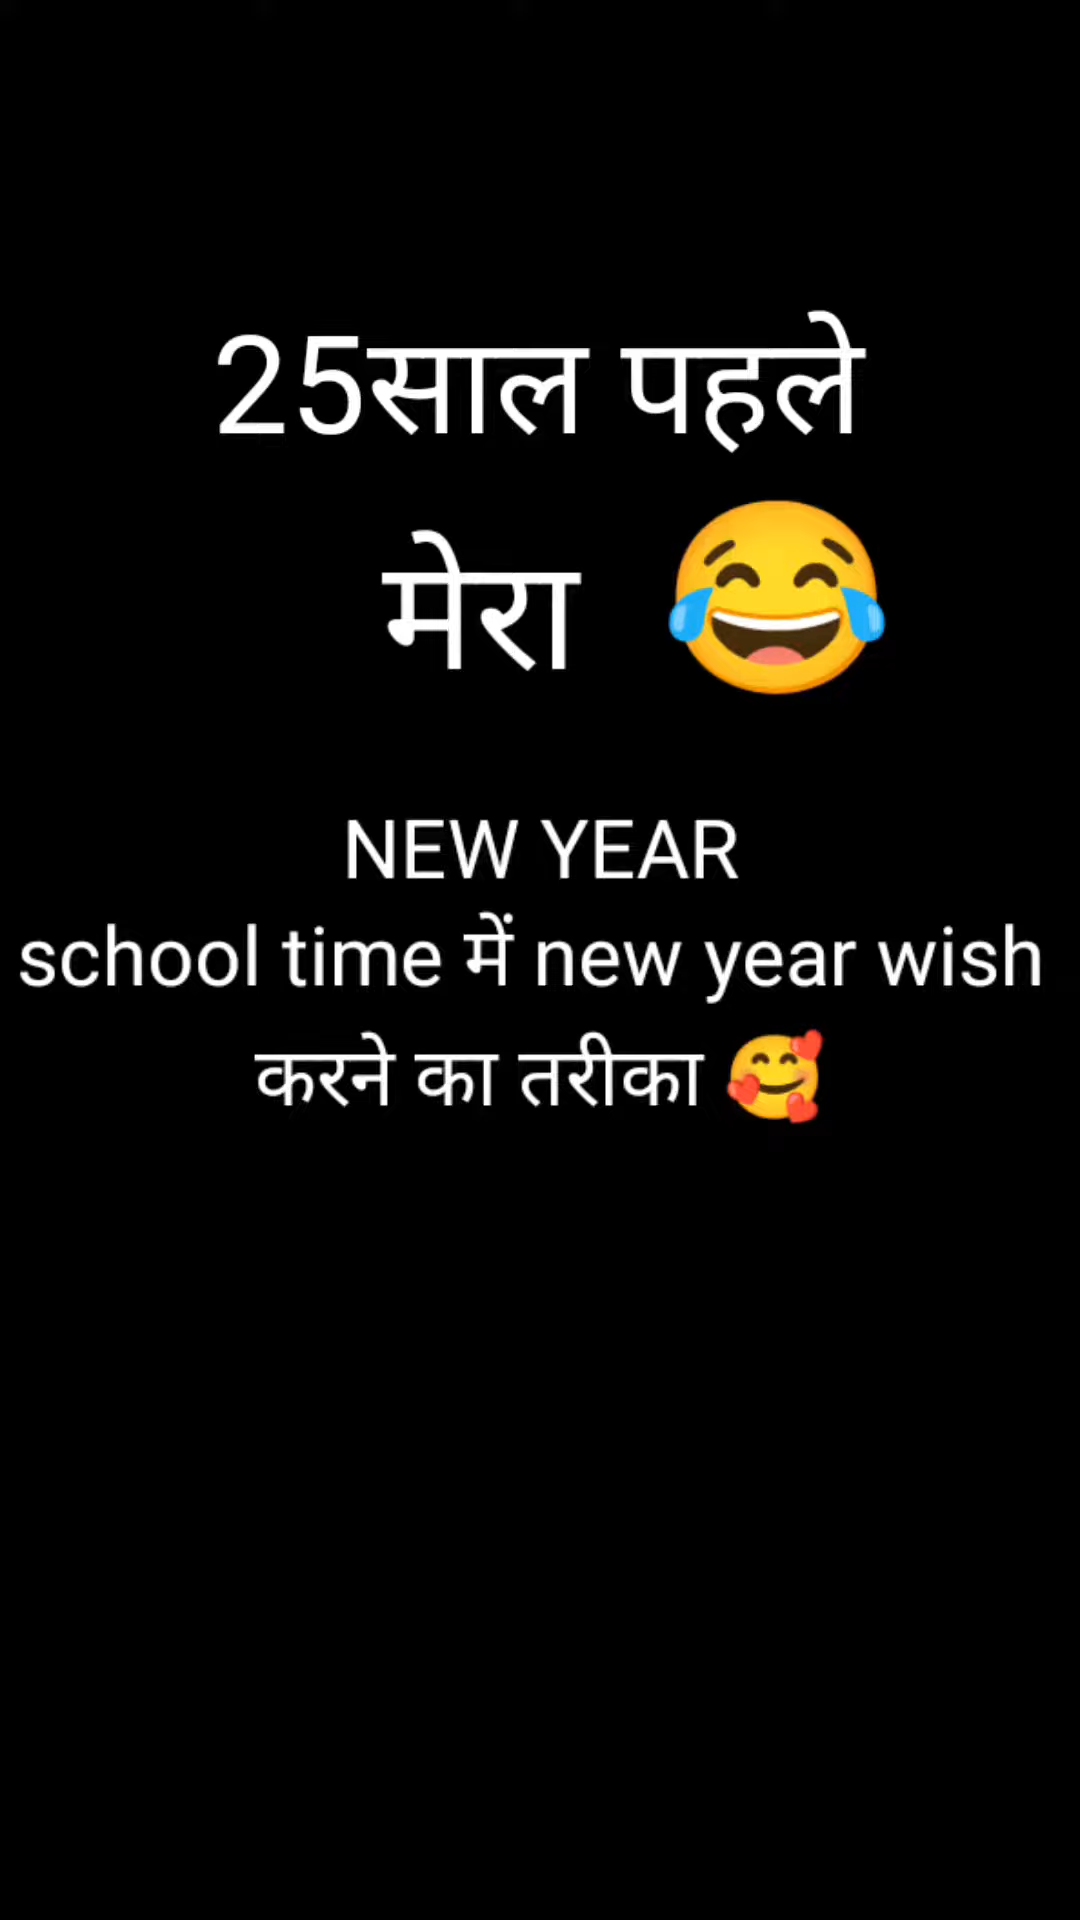 25साल पहले
मेरा 😂
NEW YEAR
school time में new year wish
करने का तरीका 🥰